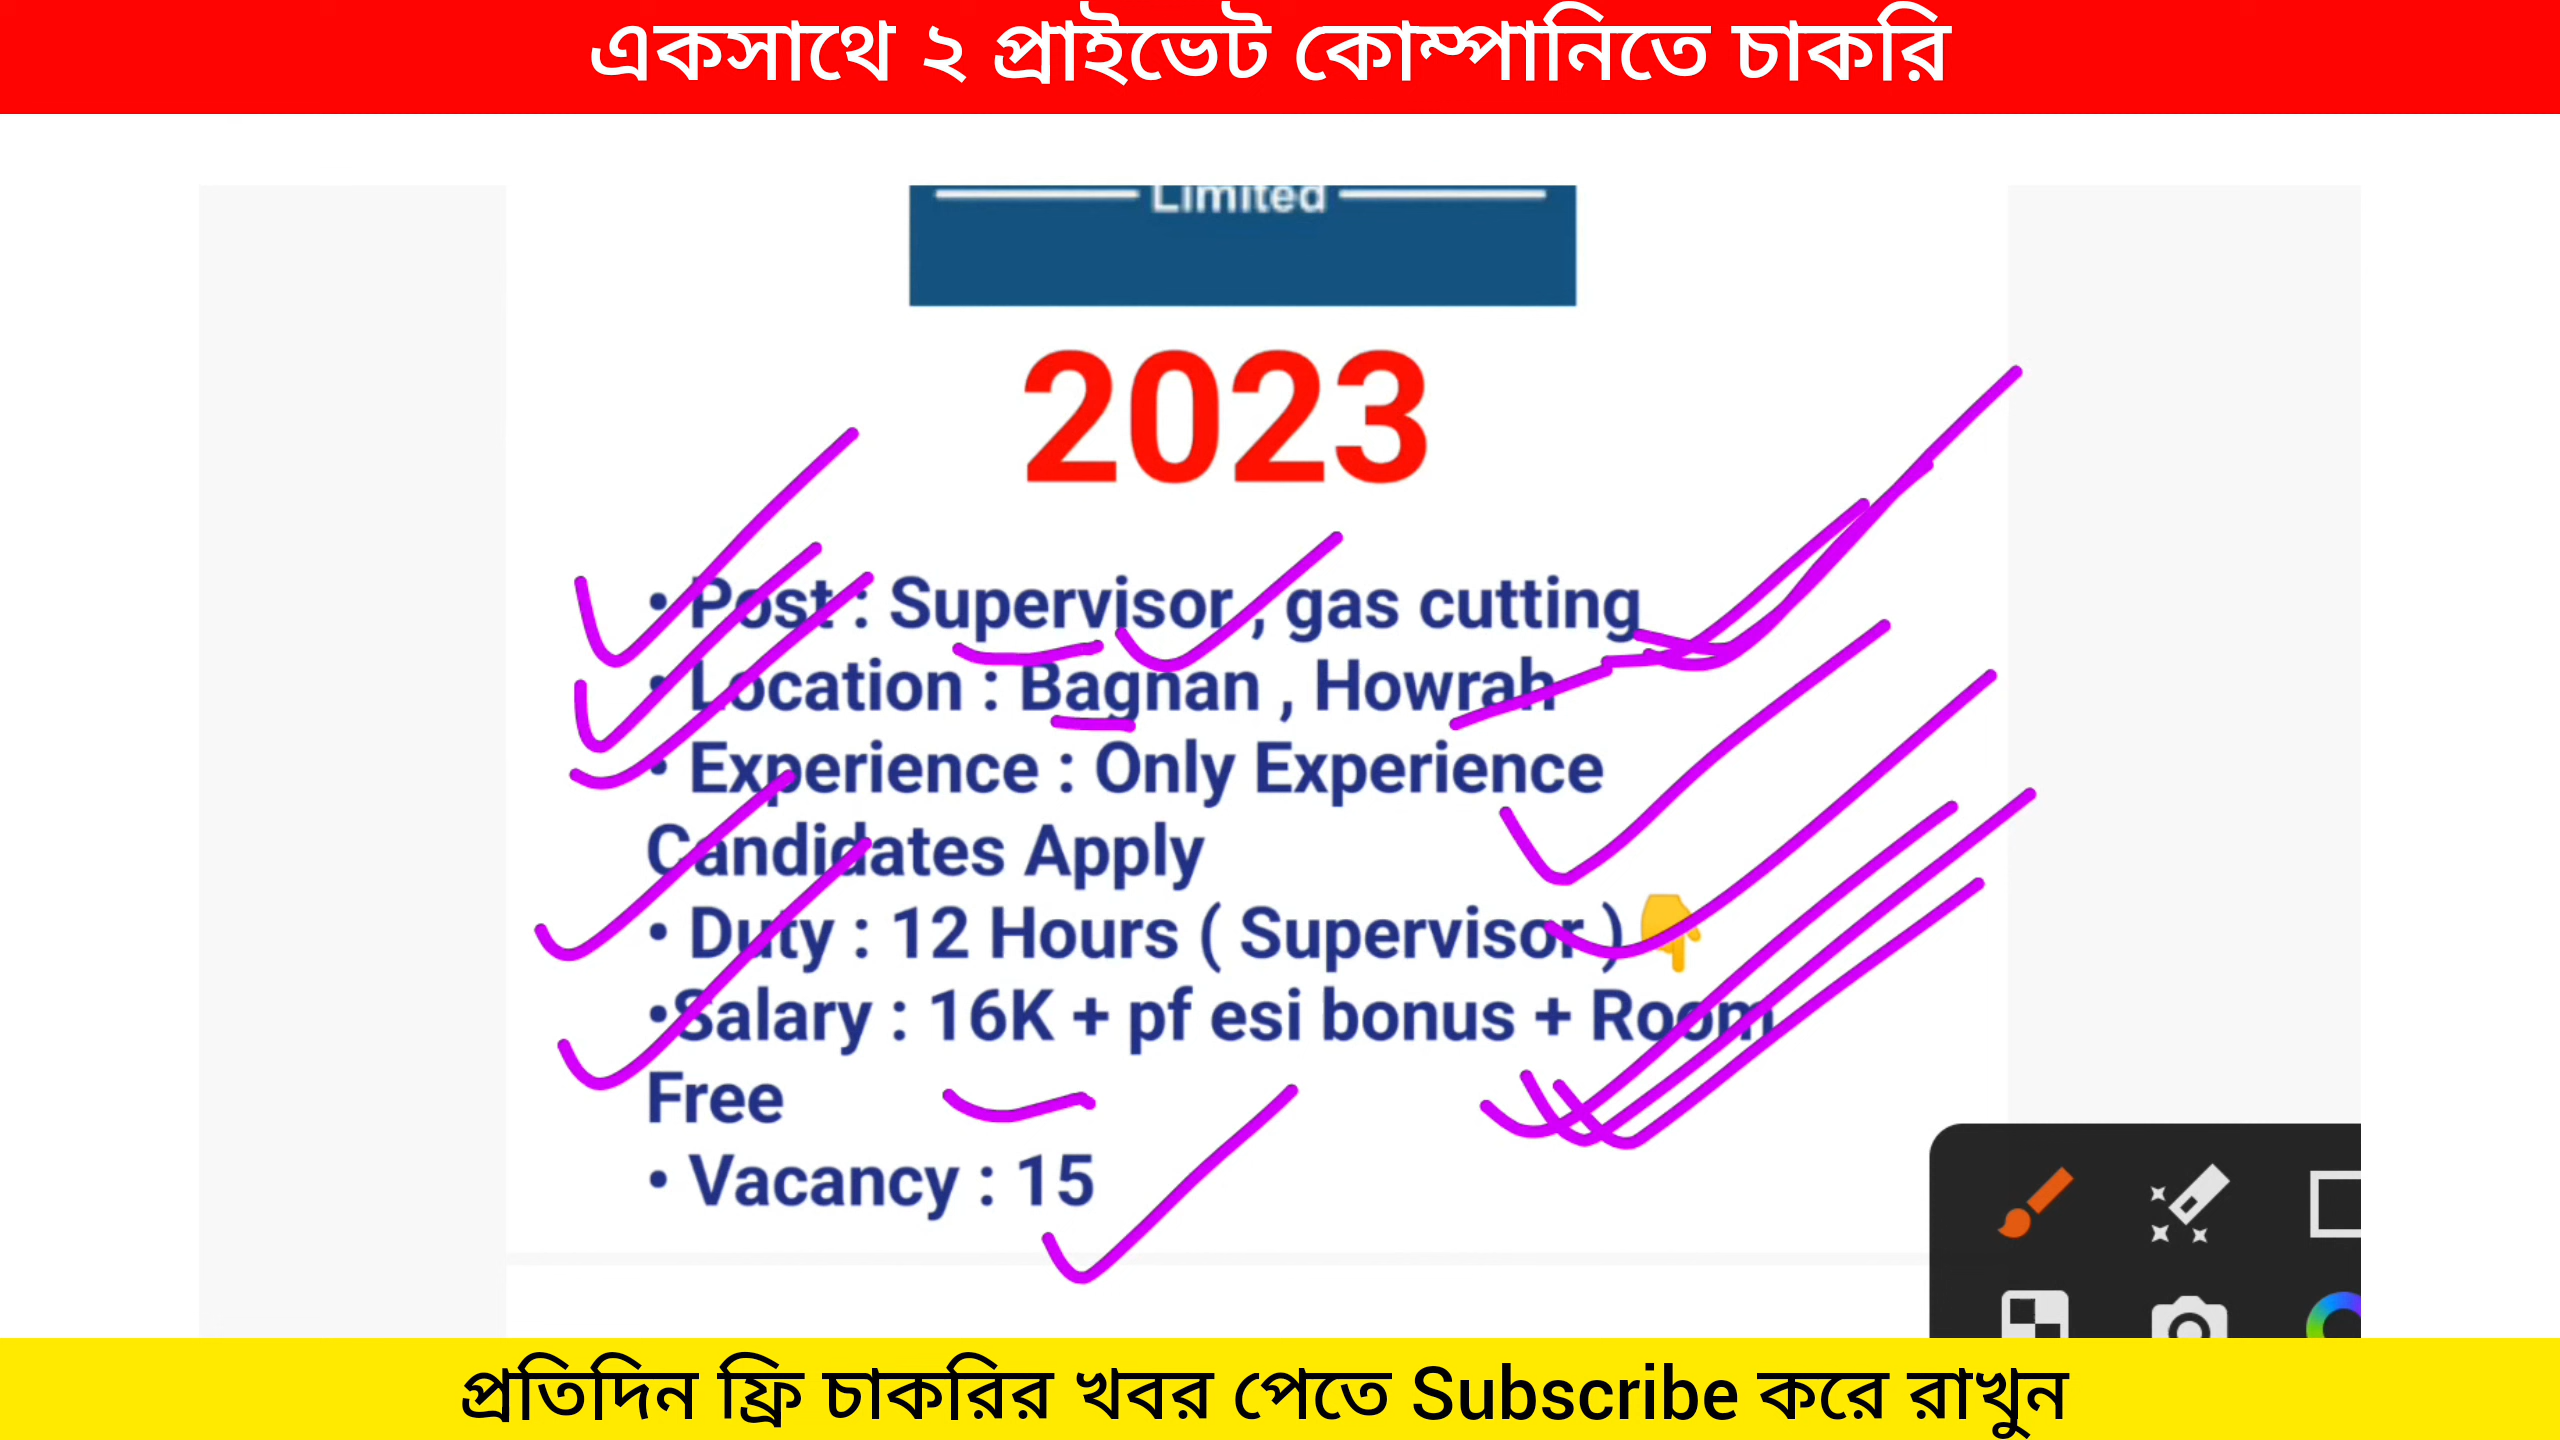 একসাথে ২ প্রাইভেট কোম্পানিতে চাকরি
Limited
2023
• Post : Supervisor , gas cutting
• Location : Bagnan , Howrah
• Experience : Only Experience
Candidates Apply
• Duty : 12 Hours ( Supervisor )👇
•Salary : 16K + pf esi bonus + Room
Free
• Vacancy : 15
প্রতিদিন ফ্রি চাকরির খবর পেতে Subscribe করে রাখুন